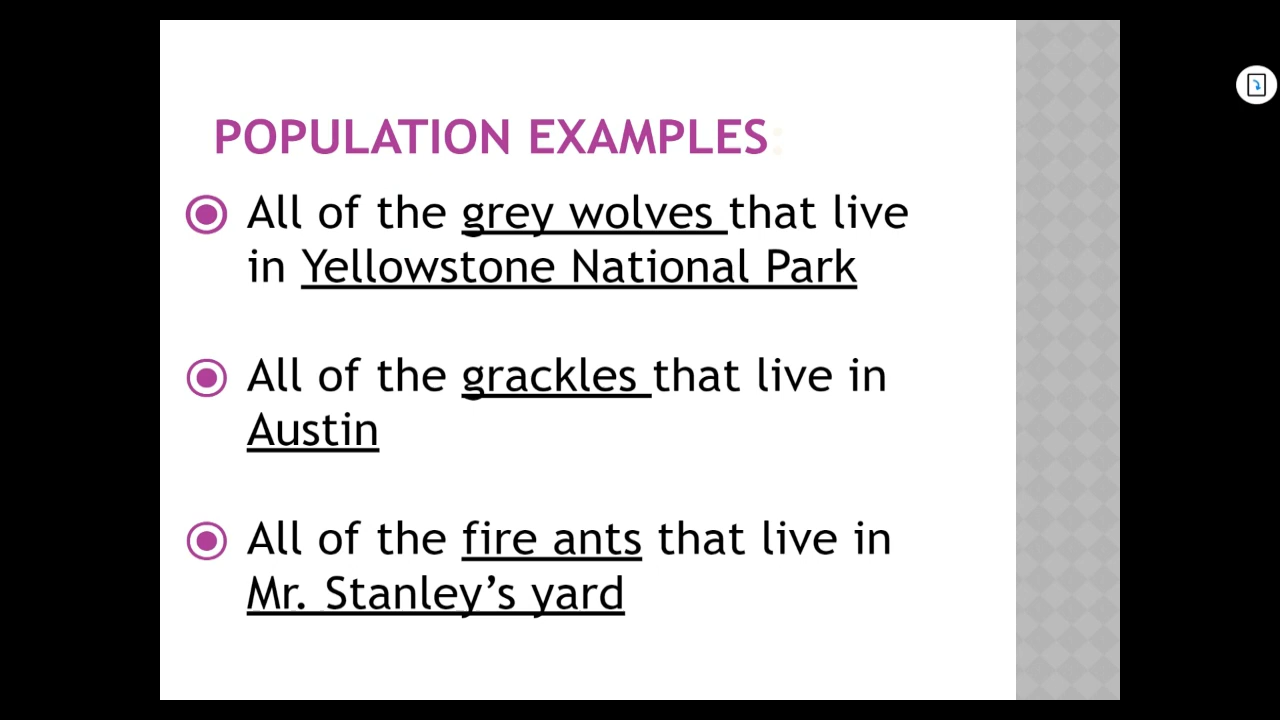 POPULATION EXAMPLES:
All of the grey wolves that live
in Yellowstone National Park
All of the grackles that live in
Austin
All of the fire ants that live in
Mr. Stanley’s yard